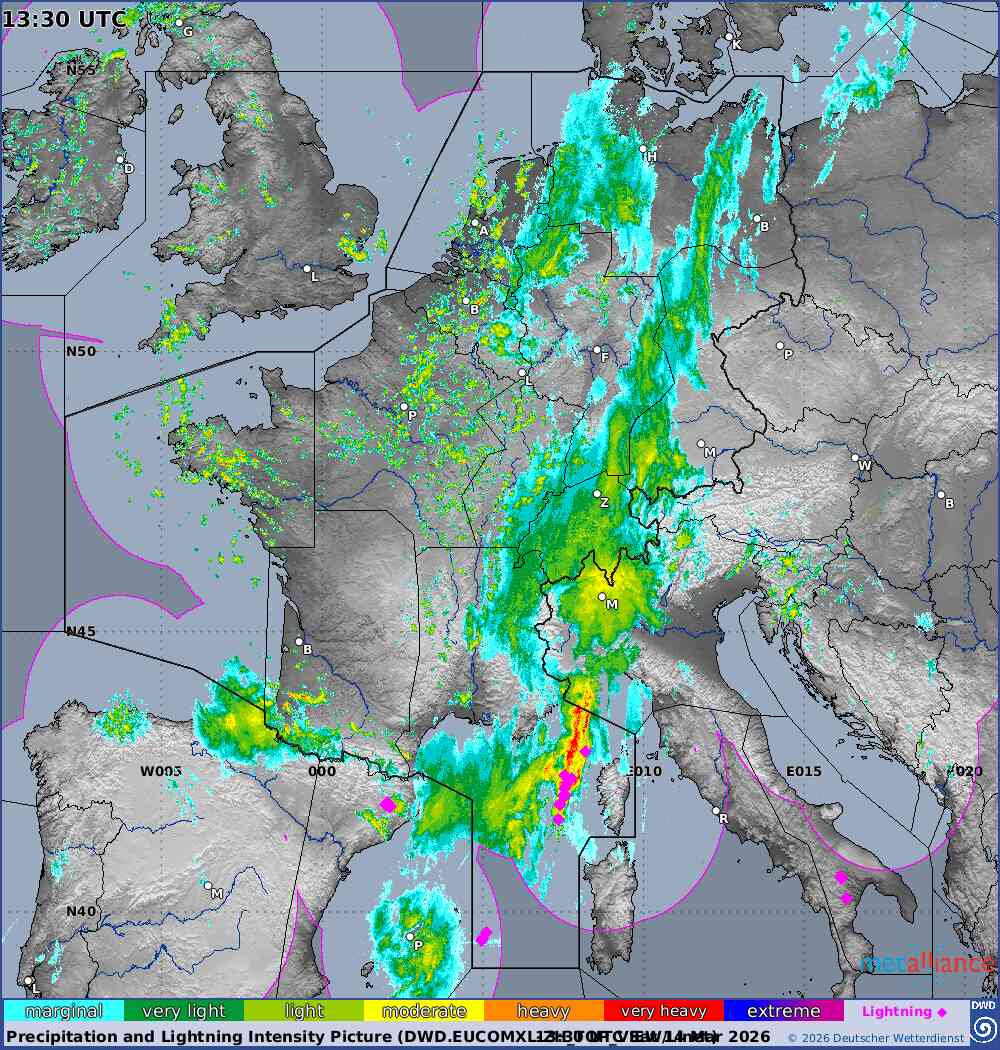 13:30 UTC
G
K
N55
H
D
A
B
L
B
F
N50
P
L
P
M
W
Z
B
M
N45
B
W005
000
E010
E015
020
R
M
N40
P
L
metalliance
marginal very light light moderate heavy very heavy extreme Lightning
DWD
Precipitation and Lightning Intensity Picture (DWD.EUCOMXL 2026
© 2026 Deutscher Wetterdienst